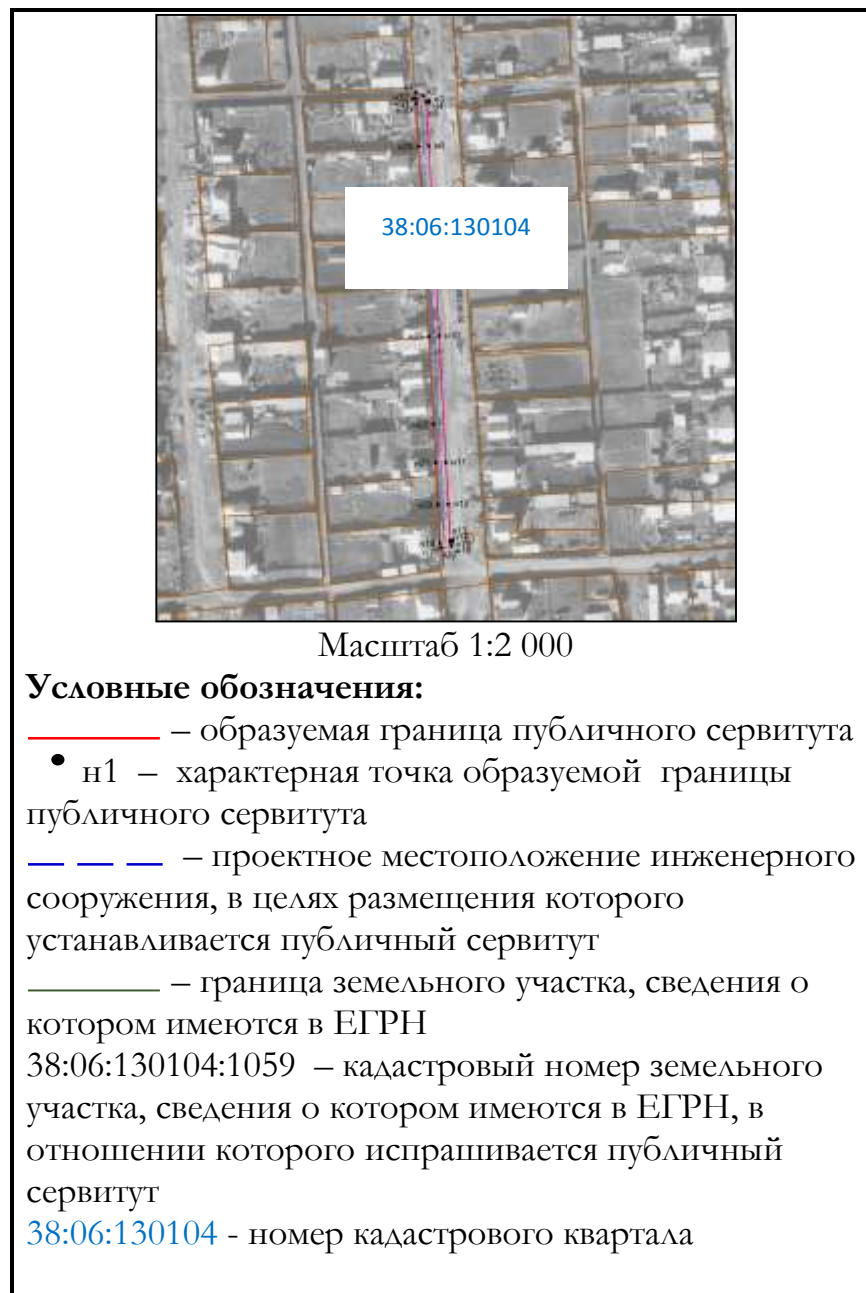 38:06:130104
Масштаб 1:2 000
Условные обозначения:
– образуемая граница публичного сервитута
н1 – характерная точка образуемой границы
публичного сервитута
– проектное местоположение инженерного
сооружения, в целях размещения которого
устанавливается публичный сервитут
– граница земельного участка, сведения о
котором имеются в ЕГРН
38:06:130104:1059 – кадастровый номер земельного
участка, сведения о котором имеются в ЕГРН, в
отношении которого испрашивается публичный
сервитут
38:06:130104 - номер кадастрового квартала